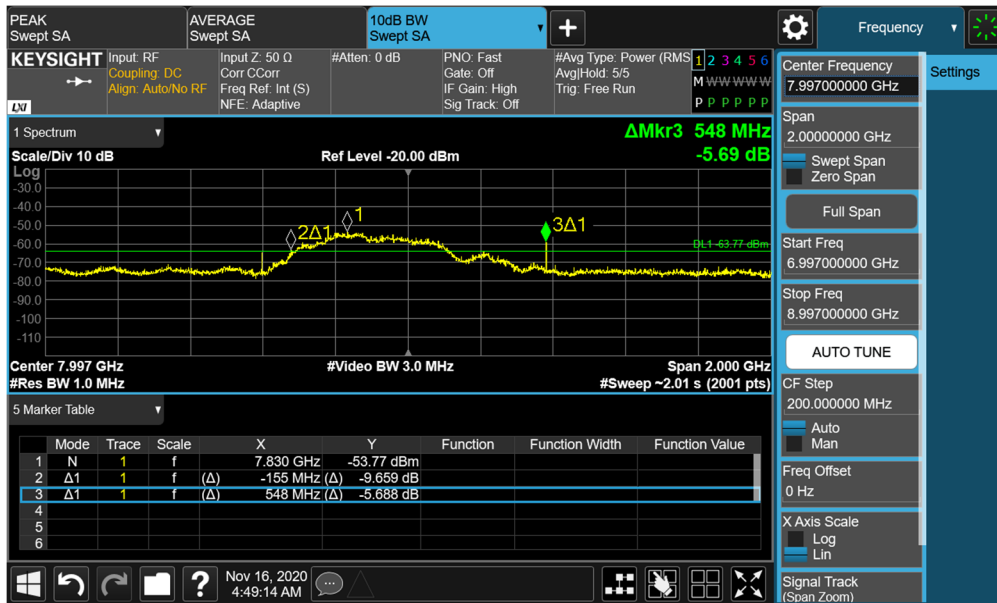 PEAK
Swept SA
AVERAGE
Swept SA
10dB BW
Swept SA
Frequency
KEYSIGHT
LXI
Input: RF
Coupling: DC
Align: Auto/No RF
Input Z: 50 Ω
Corr CCorr
Freq Ref: Int (S)
NFE: Adaptive
#Atten: 0 dB
PNO: Fast
Gate: Off
IF Gain: High
Sig Track: Off
#Avg Type: Power (RMS
Avg|Hold: 5/5
Trig: Free Run
1 2 3 4 5 6
M W W W W W
P P P P P P
1 Spectrum
ΔMkr3 548 MHz
-5.69 dB
Scale/Div 10 dB
Ref Level -20.00 dBm
Log
-30.0
-40.0
-50.0
-60.0
-70.0
-80.0
-90.0
-100
-110
2Δ1
1
3Δ1
DL1 -63.77 dBm
Center 7.997 GHz
#Video BW 3.0 MHz
Span 2.000 GHz
#Res BW 1.0 MHz
#Sweep ~2.01 s (2001 pts)
5 Marker Table
Mode Trace Scale X Y Function Function Width Function Value
1 N 1 f 7.830 GHz -53.77 dBm
2 Δ1 1 f (Δ) -155 MHz (Δ) -9.659 dB
3 Δ1 1 f (Δ) 548 MHz (Δ) -5.688 dB
4
5
6
Nov 16, 2020
4:49:14 AM
Center Frequency
7.997000000 GHz
Settings
Span
2.00000000 GHz
Swept Span
Zero Span
Full Span
Start Freq
6.997000000 GHz
Stop Freq
8.997000000 GHz
AUTO TUNE
CF Step
200.000000 MHz
Auto
Man
Freq Offset
0 Hz
X Axis Scale
Log
Lin
Signal Track
(Span Zoom)